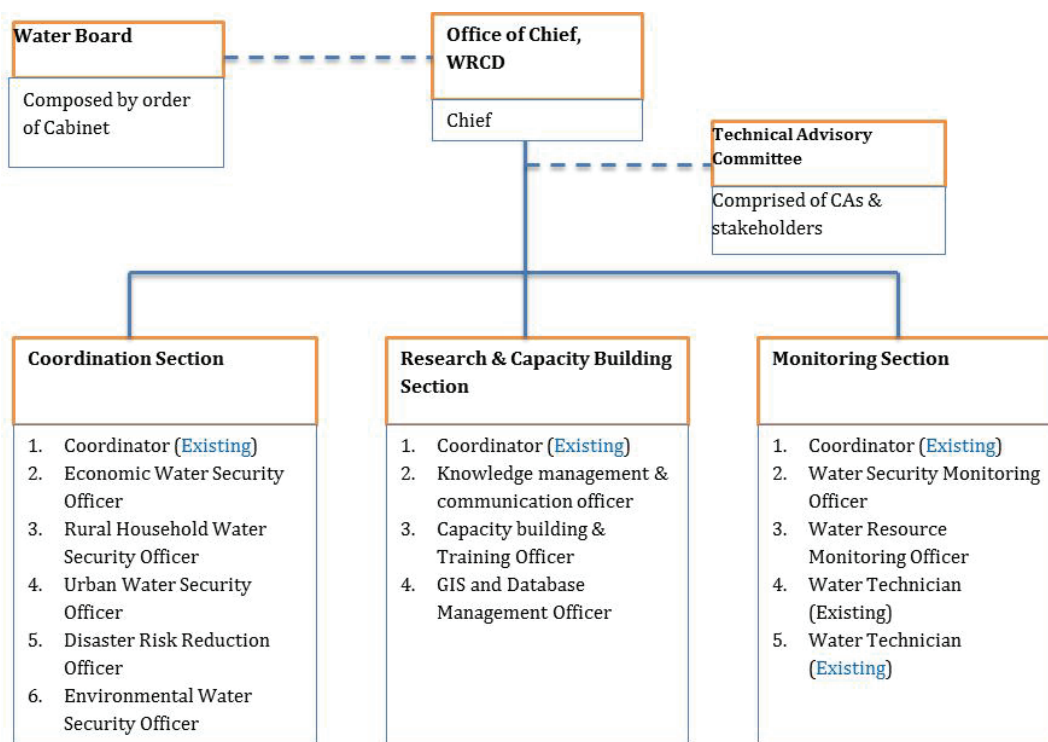 Water Board
Composed by order
of Cabinet
Office of Chief,
WRCD
Chief
Technical Advisory
Committee
Comprised of CAs &
stakeholders
Coordination Section
1. Coordinator (Existing)
2. Economic Water Security
Officer
3. Rural Household Water
Security Officer
4. Urban Water Security
Officer
5. Disaster Risk Reduction
Officer
6. Environmental Water
Security Officer
Research & Capacity Building
Section
1. Coordinator (Existing)
2. Knowledge management &
communication officer
3. Capacity building &
Training Officer
4. GIS and Database
Management Officer
Monitoring Section
1. Coordinator (Existing)
2. Water Security Monitoring
Officer
3. Water Resource
Monitoring Officer
4. Water Technician
(Existing)
5. Water Technician
(Existing)